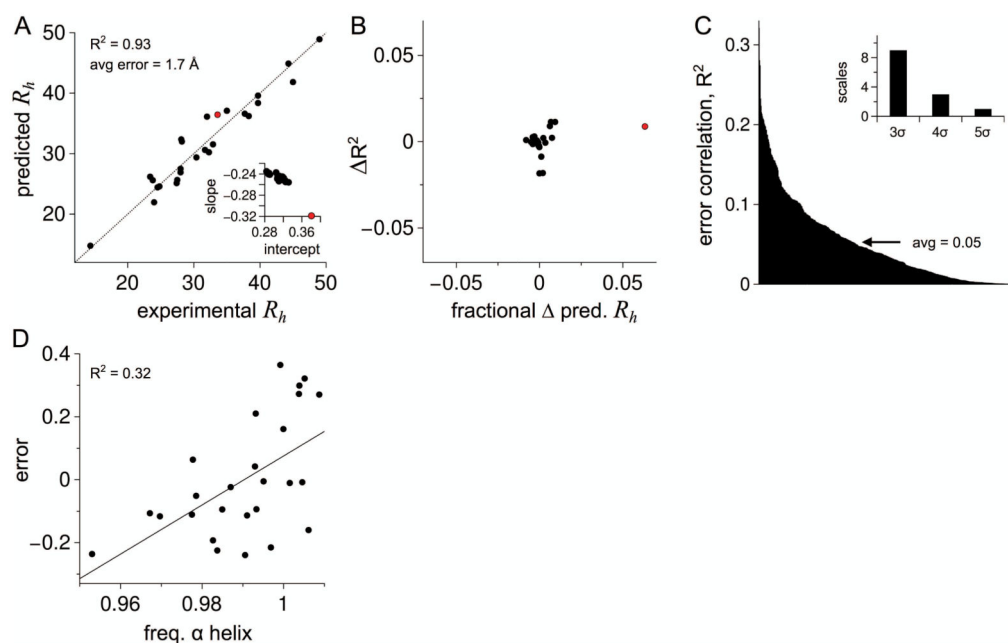 A
50
40
30
20
predicted Rh
R² = 0.93
avg error = 1.7 Å
slope
−0.24
−0.28
−0.32
0.28
0.36
intercept
20 30 40 50
experimental Rh
B
0.05
0
−0.05
ΔR²
−0.05 0 0.05
fractional Δ pred. Rh
C
0.3
0.2
0.1
0
error correlation, R²
10
5
0
scales
3σ 4σ 5σ
avg = 0.05
D
0.4
0.2
0
−0.2
error
R² = 0.32
0.96 0.98 1
freq. α helix